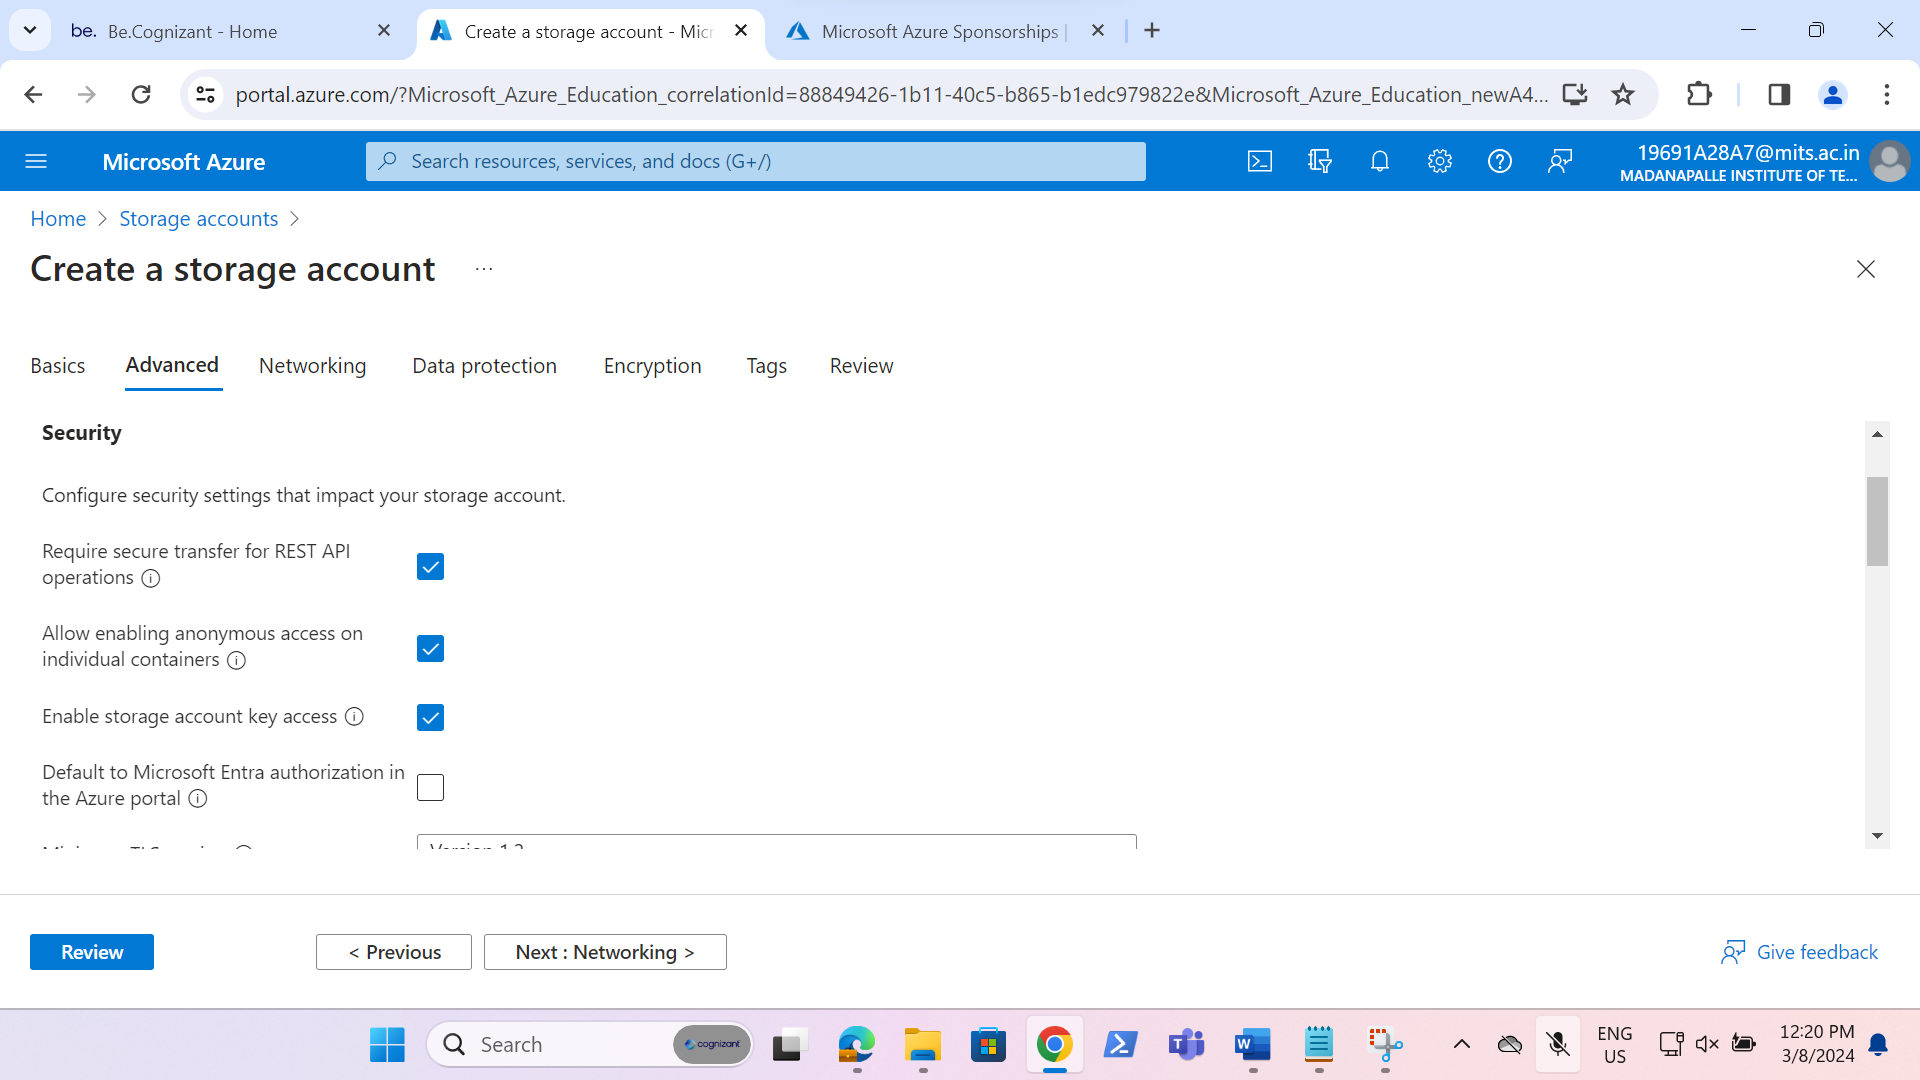 be. Be.Cognizant - Home
Create a storage account - Micr
Microsoft Azure Sponsorships |
portal.azure.com/?Microsoft_Azure_Education_correlationId=88849426-1b11-40c5-b865-b1edc979822e&Microsoft_Azure_Education_newA4...
Microsoft Azure
Search resources, services, and docs (G+/)
19691A28A7@mits.ac.in
MADANAPALLE INSTITUTE OF TE...
Home > Storage accounts >
Create a storage account ...
Basics Advanced Networking Data protection Encryption Tags Review
Security
Configure security settings that impact your storage account.
Require secure transfer for REST API
operations
Allow enabling anonymous access on
individual containers
Enable storage account key access
Default to Microsoft Entra authorization in
the Azure portal
Review < Previous Next : Networking > Give feedback
Search cognizant
ENG
US
12:20 PM
3/8/2024